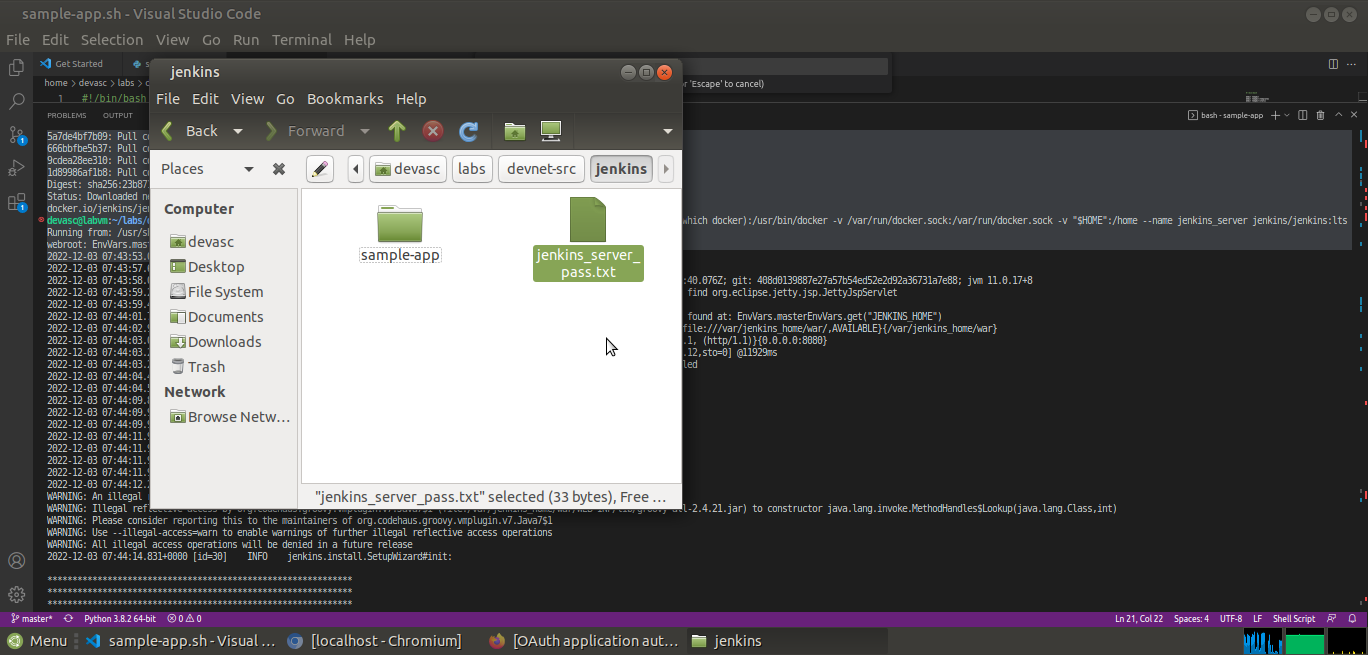 sample-app.sh - Visual Studio Code
File Edit Selection View Go Run Terminal Help
Get Started
home > devasc > labs >
or 'Escape' to cancel)
1 #!/bin/bash
PROBLEMS OUTPUT
bash - sample-app
jenkins
File Edit View Go Bookmarks Help
Back Forward
Places
devasc labs devnet-src jenkins
Computer
devasc
Desktop
File System
Documents
Downloads
Trash
Network
Browse Netw...
sample-app
jenkins_server_
pass.txt
"jenkins_server_pass.txt" selected (33 bytes), Free ...
5a7de4bf7b09: Pull co
666bbfbe5b37: Pull co
9cdea28ee310: Pull co
1d89986af1b8: Pull co
Digest: sha256:23b87
Status: Downloaded ne
docker.io/jenkins/jen
devasc@labvm:~/labs/ which docker):/usr/bin/docker -v /var/run/docker.sock:/var/run/docker.sock -v "$HOME":/home --name jenkins_server jenkins/jenkins:lts
Running from: /usr/sh
webroot: EnvVars.mast
2022-12-03 07:43:53.
2022-12-03 07:43:57.
2022-12-03 07:43:58. :40.076Z; git: 408d0139887e27a57b54ed52e2d92a36731a7e88; jvm 11.0.17+8
2022-12-03 07:43:59. find org.eclipse.jetty.jsp.JettyJspServlet
2022-12-03 07:43:59.
2022-12-03 07:44:01. found at: EnvVars.masterEnvVars.get("JENKINS_HOME")
2022-12-03 07:44:02. file:///var/jenkins_home/war/,AVAILABLE}{/var/jenkins_home/war}
2022-12-03 07:44:03. .1, (http/1.1)}{0.0.0.0:8080}
2022-12-03 07:44:03. .12,sto=0] @11929ms
2022-12-03 07:44:03. led
2022-12-03 07:44:04.
2022-12-03 07:44:04.
2022-12-03 07:44:09.
2022-12-03 07:44:09.
2022-12-03 07:44:09.
2022-12-03 07:44:11.
2022-12-03 07:44:11.
2022-12-03 07:44:11.
2022-12-03 07:44:11.
2022-12-03 07:44:12.
WARNING: An illegal
WARNING: Illegal -2.4.21.jar) to constructor java.lang.invoke.MethodHandles$Lookup(java.lang.Class,int)
WARNING: Please consider reporting this to the maintainers of org.codehaus.groovy.vmplugin.v7.Java7$1
WARNING: Use --illegal-access=warn to enable warnings of further illegal reflective access operations
WARNING: All illegal access operations will be denied in a future release
2022-12-03 07:44:14.831+0000 [id=30] INFO jenkins.install.SetupWizard#init:
*************************************************************
*************************************************************
*************************************************************
master* Python 3.8.2 64-bit 0 0 Ln 21, Col 22 Spaces: 4 UTF-8 LF Shell Script
Menu sample-app.sh - Visual ... [localhost - Chromium] [OAuth application aut... jenkins